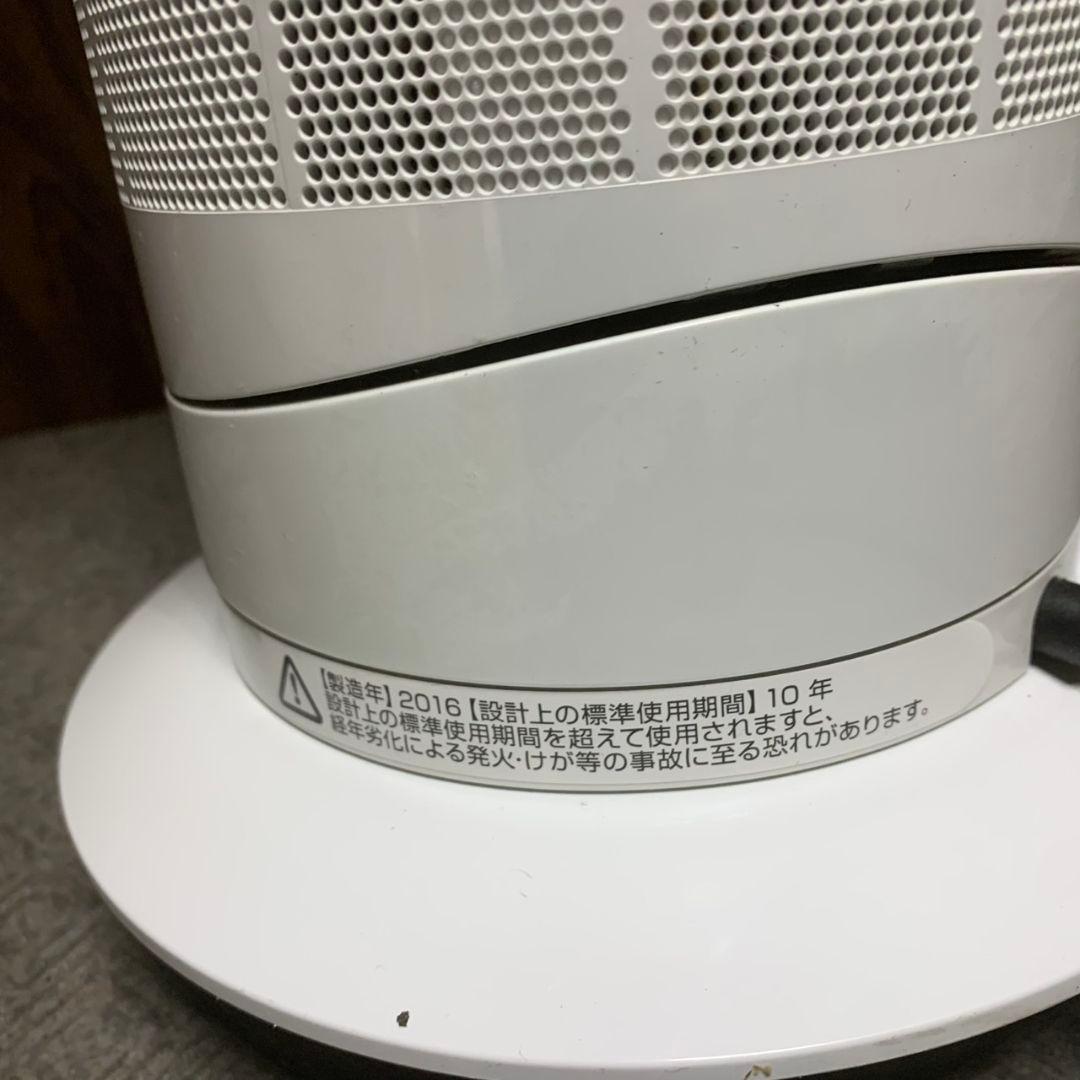 【製造年】2016【設計上の標準使用期間】10 年
設計上の標準使用期間を超えて使用されますと、
経年劣化による発火・けが等の事故に至る恐れがあります。